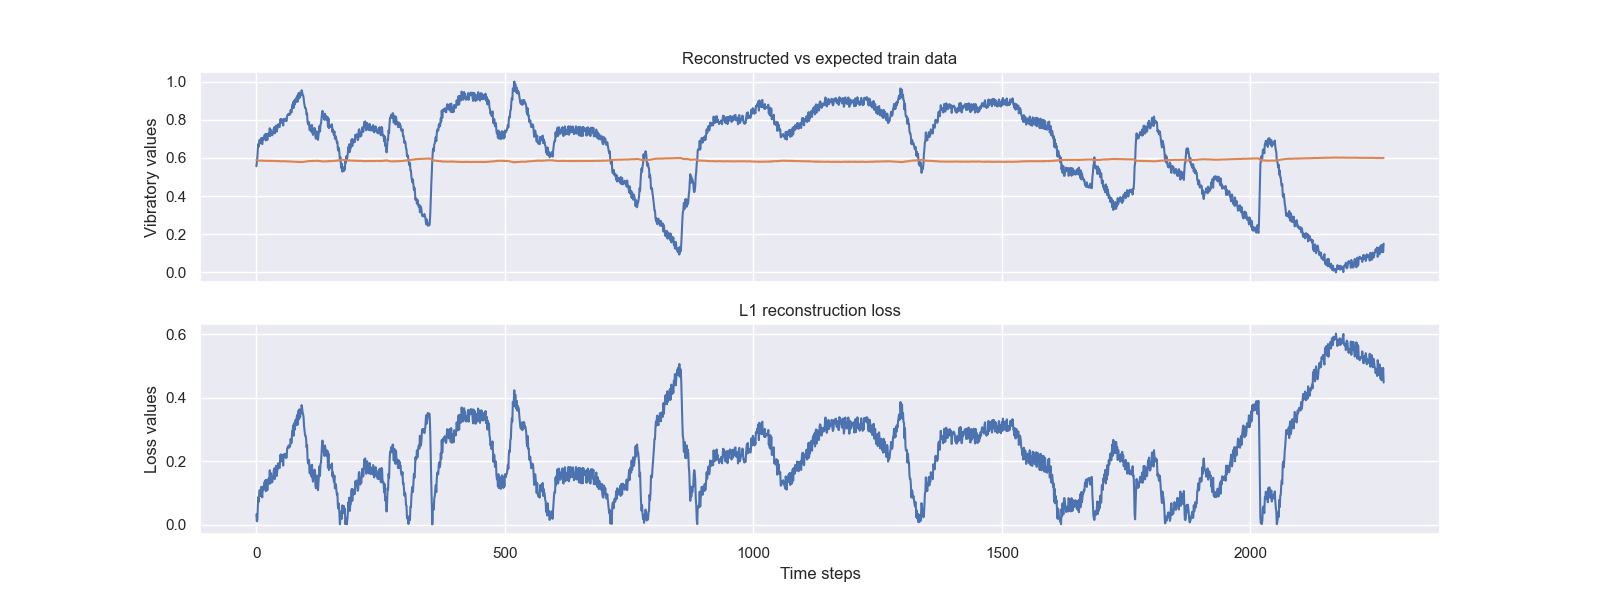 Reconstructed vs expected train data
Vibratory values
1.0
0.8
0.6
0.4
0.2
0.0
L1 reconstruction loss
Loss values
0.6
0.4
0.2
0.0
0 500 1000 1500 2000
Time steps